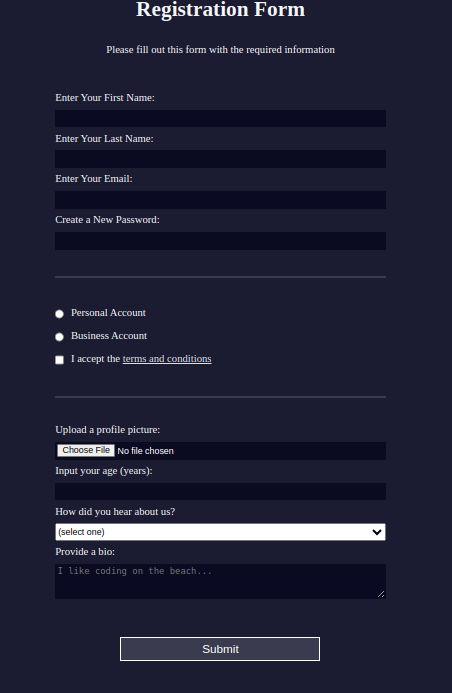 Registration Form
Please fill out this form with the required information
Enter Your First Name:
Enter Your Last Name:
Enter Your Email:
Create a New Password:
Personal Account
Business Account
I accept the terms and conditions
Upload a profile picture:
Choose File No file chosen
Input your age (years):
How did you hear about us?
(select one)
Provide a bio:
I like coding on the beach...
Submit